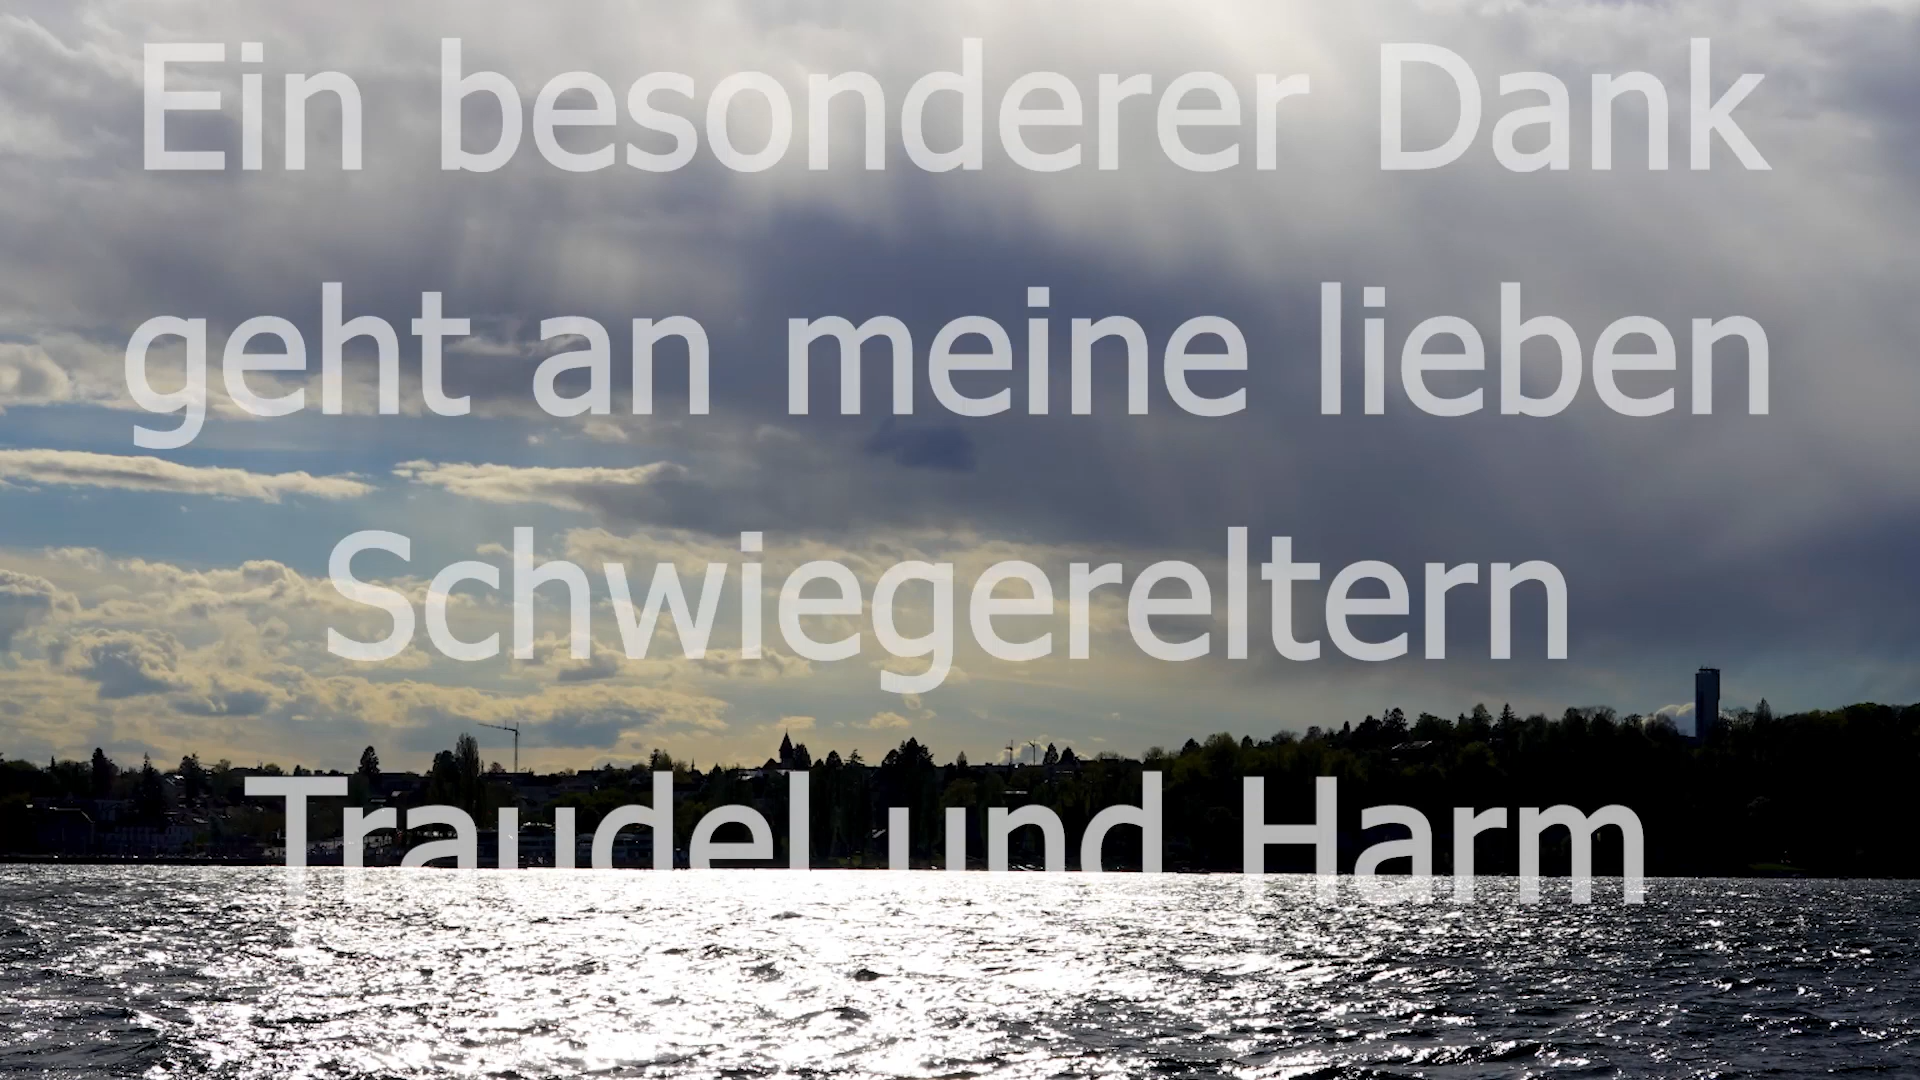 Ein besonderer Dank
geht an meine lieben
Schwiegereltern
Traudel und Harm